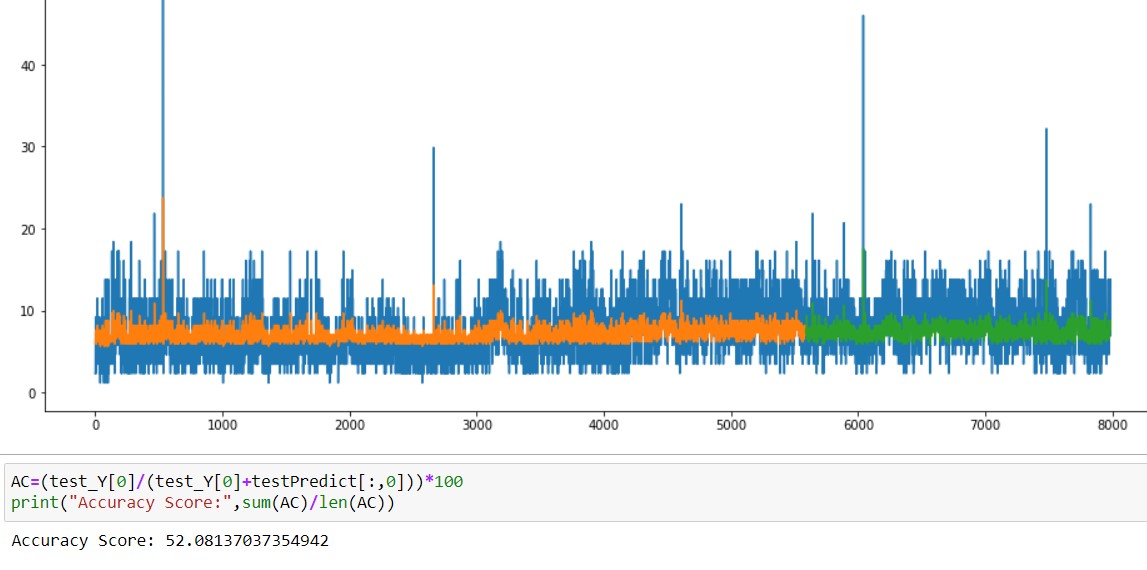 40
30
20
10
0
0 1000 2000 3000 4000 5000 6000 7000 8000
AC=(test_Y[0]/(test_Y[0]+testPredict[:,0]))*100
print("Accuracy Score:",sum(AC)/len(AC))
Accuracy Score: 52.08137037354942